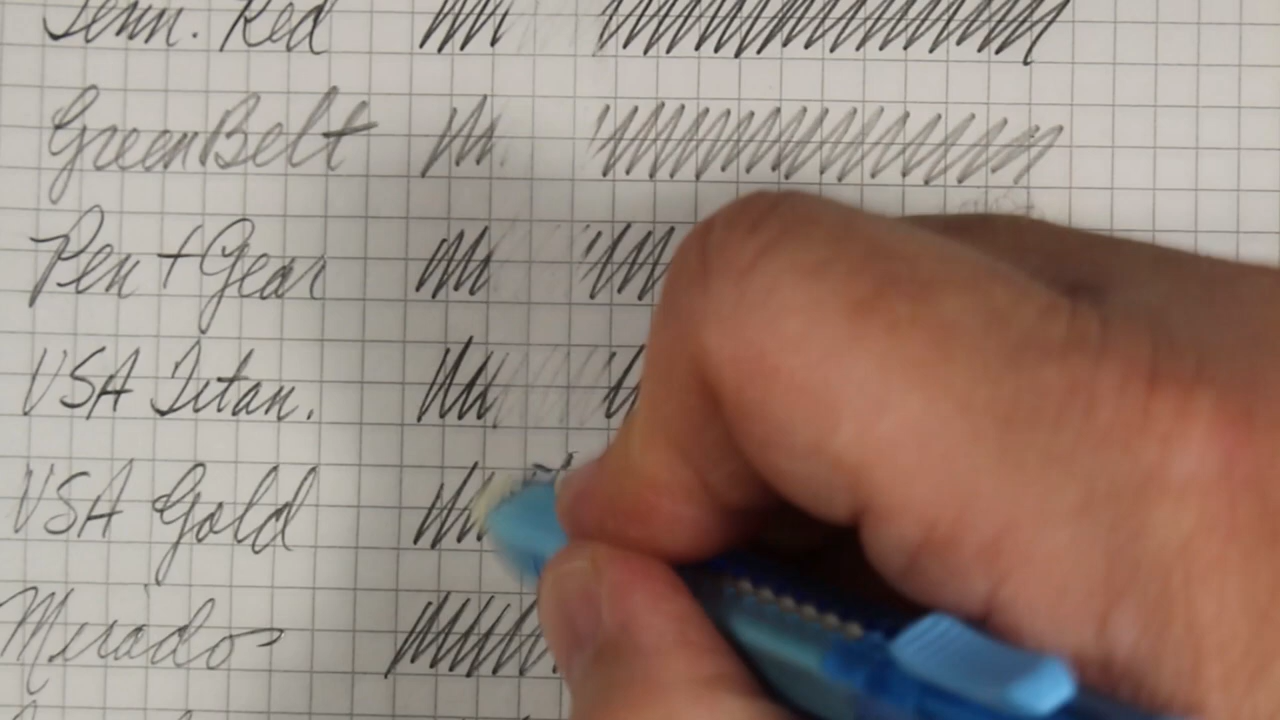 Tenn. Red
GreenBelt
Pen + Gear
USA Titan.
USA Gold
Mirado